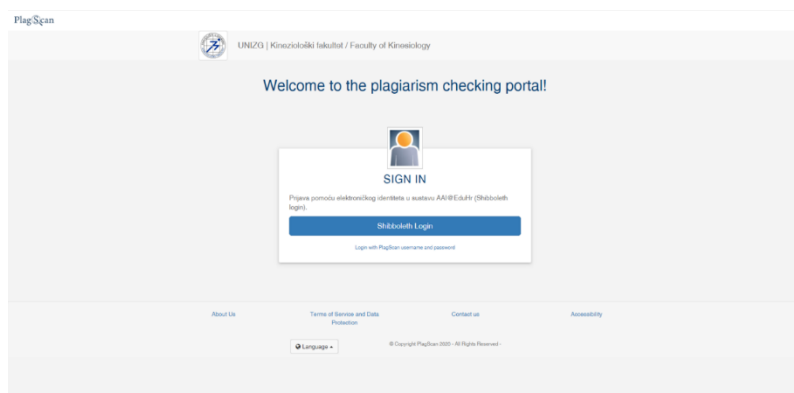 PlagScan
UNIZG | Kineziološki fakultet / Faculty of Kinesiology
Welcome to the plagiarism checking portal!
SIGN IN
Prijava pomoću elektroničkog identiteta u sustavu AAI@EduHr (Shibboleth
login).
Shibboleth Login
Login with PlagScan username and password
About Us
Terms of Service and Data
Protection
Contact us
Accessibility
Language
© Copyright PlagScan 2020 - All Rights Reserved -